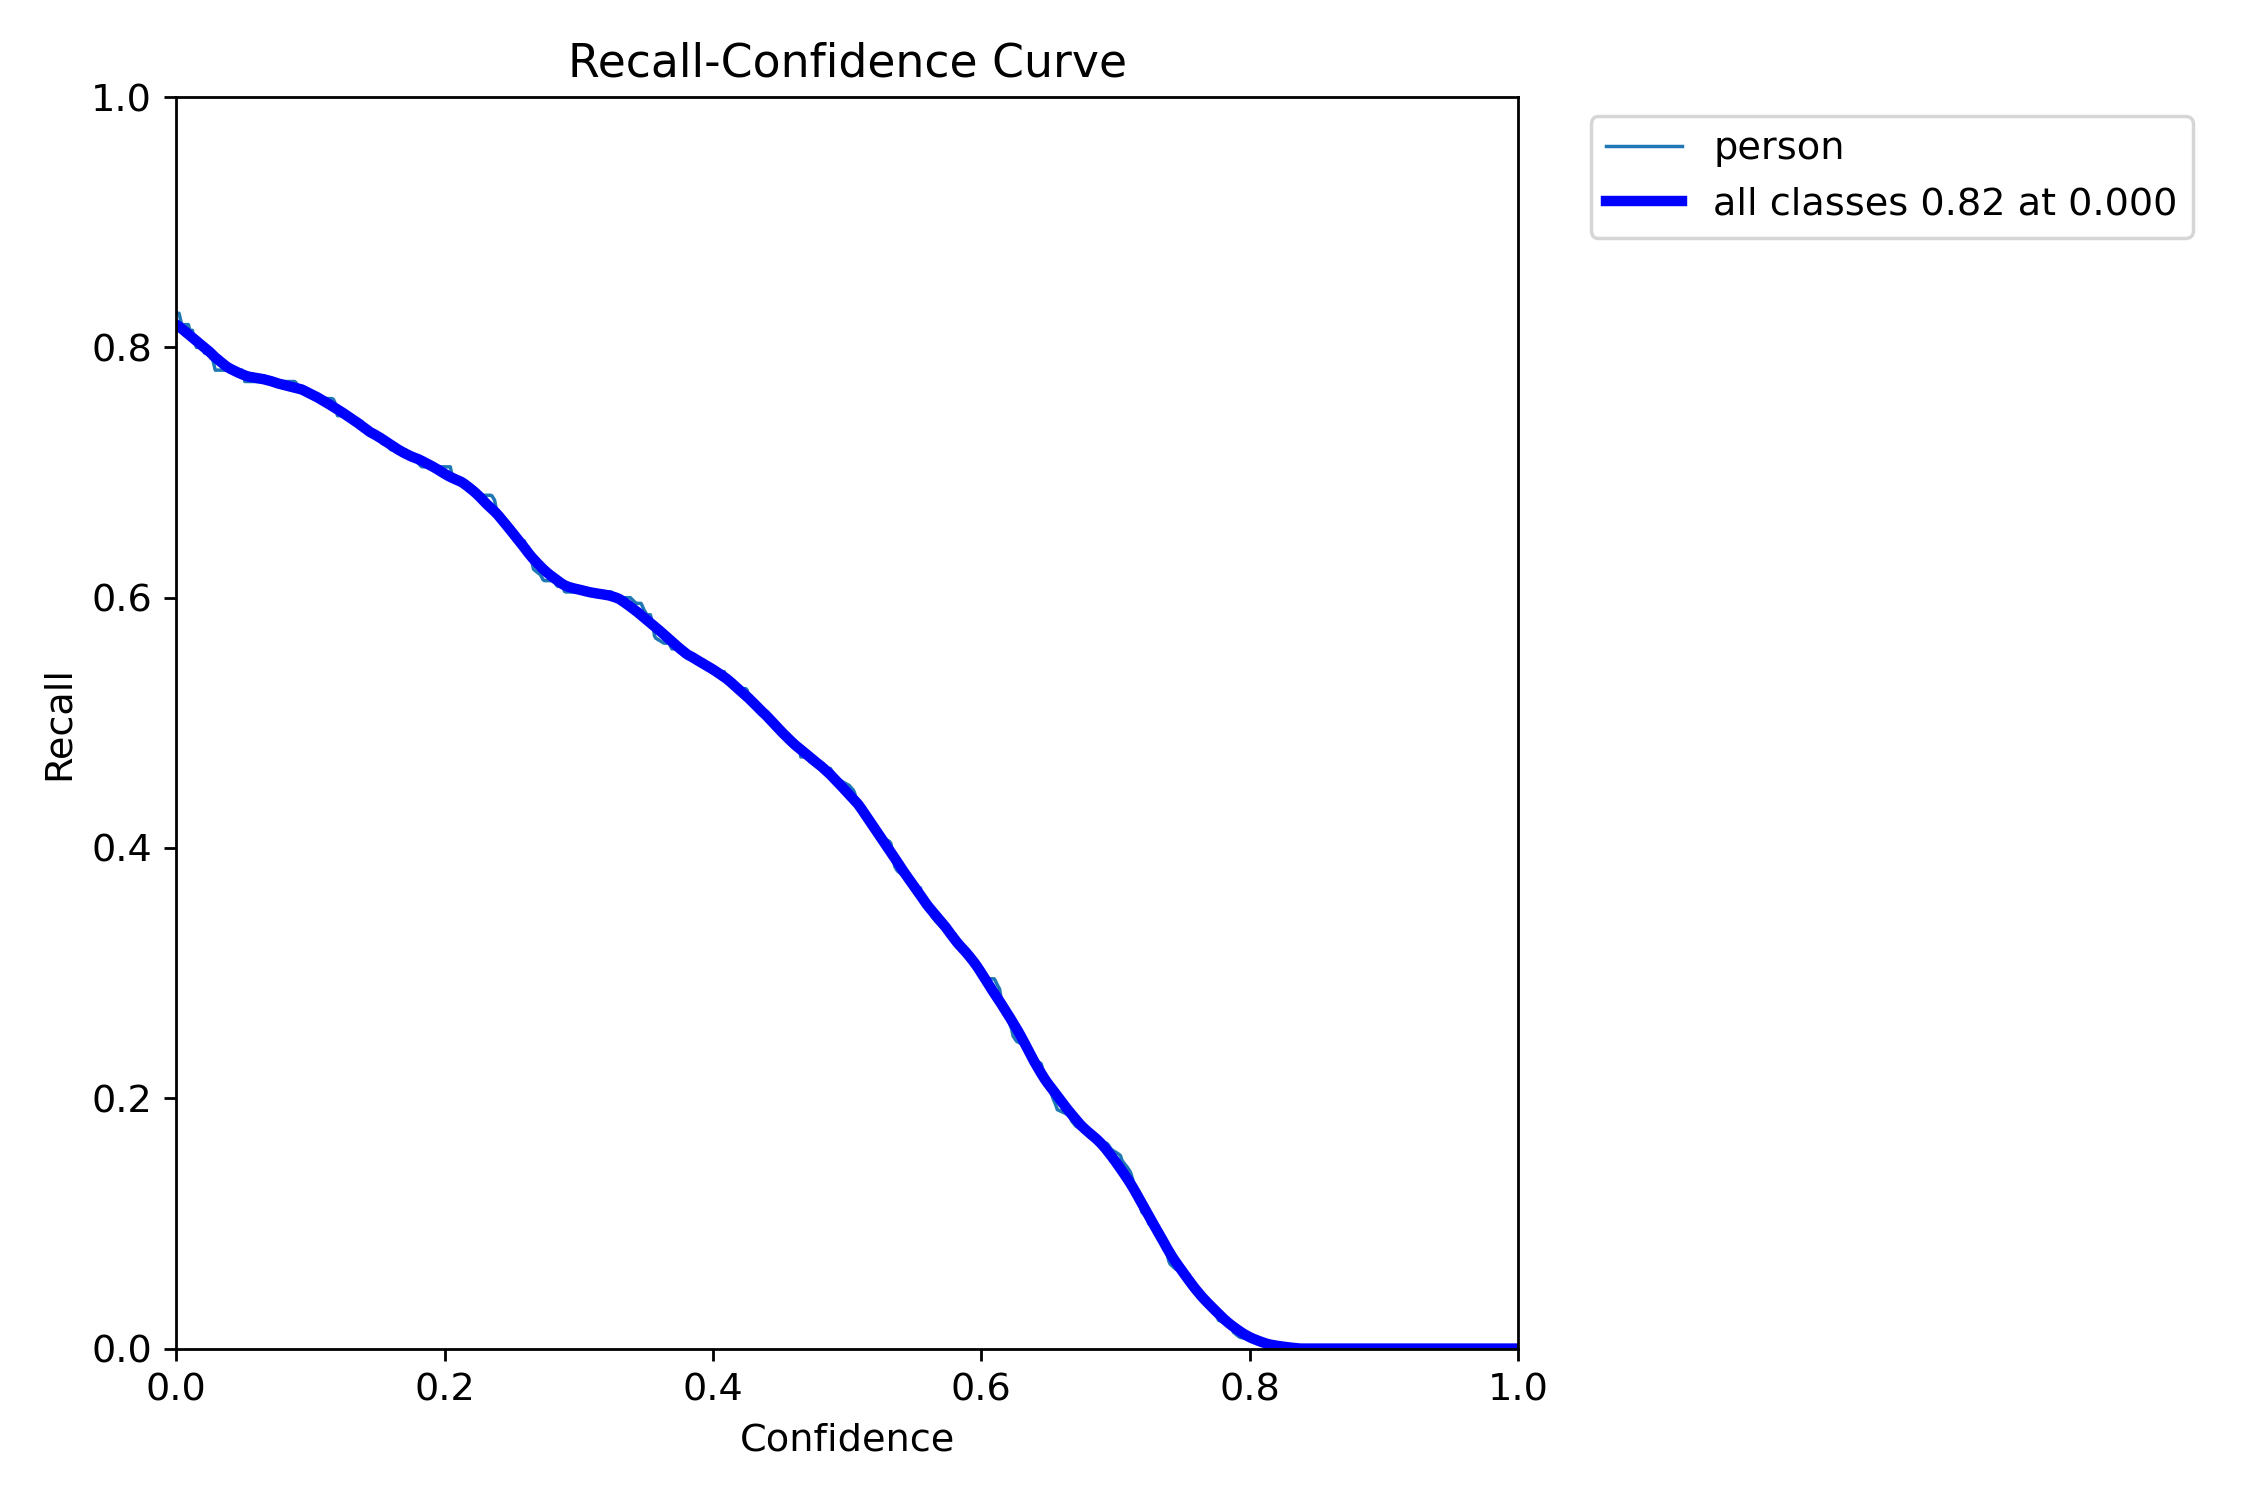 Recall-Confidence Curve
1.0
0.8
0.6
0.4
0.2
0.0
Recall
0.0 0.2 0.4 0.6 0.8 1.0
Confidence
person
all classes 0.82 at 0.000